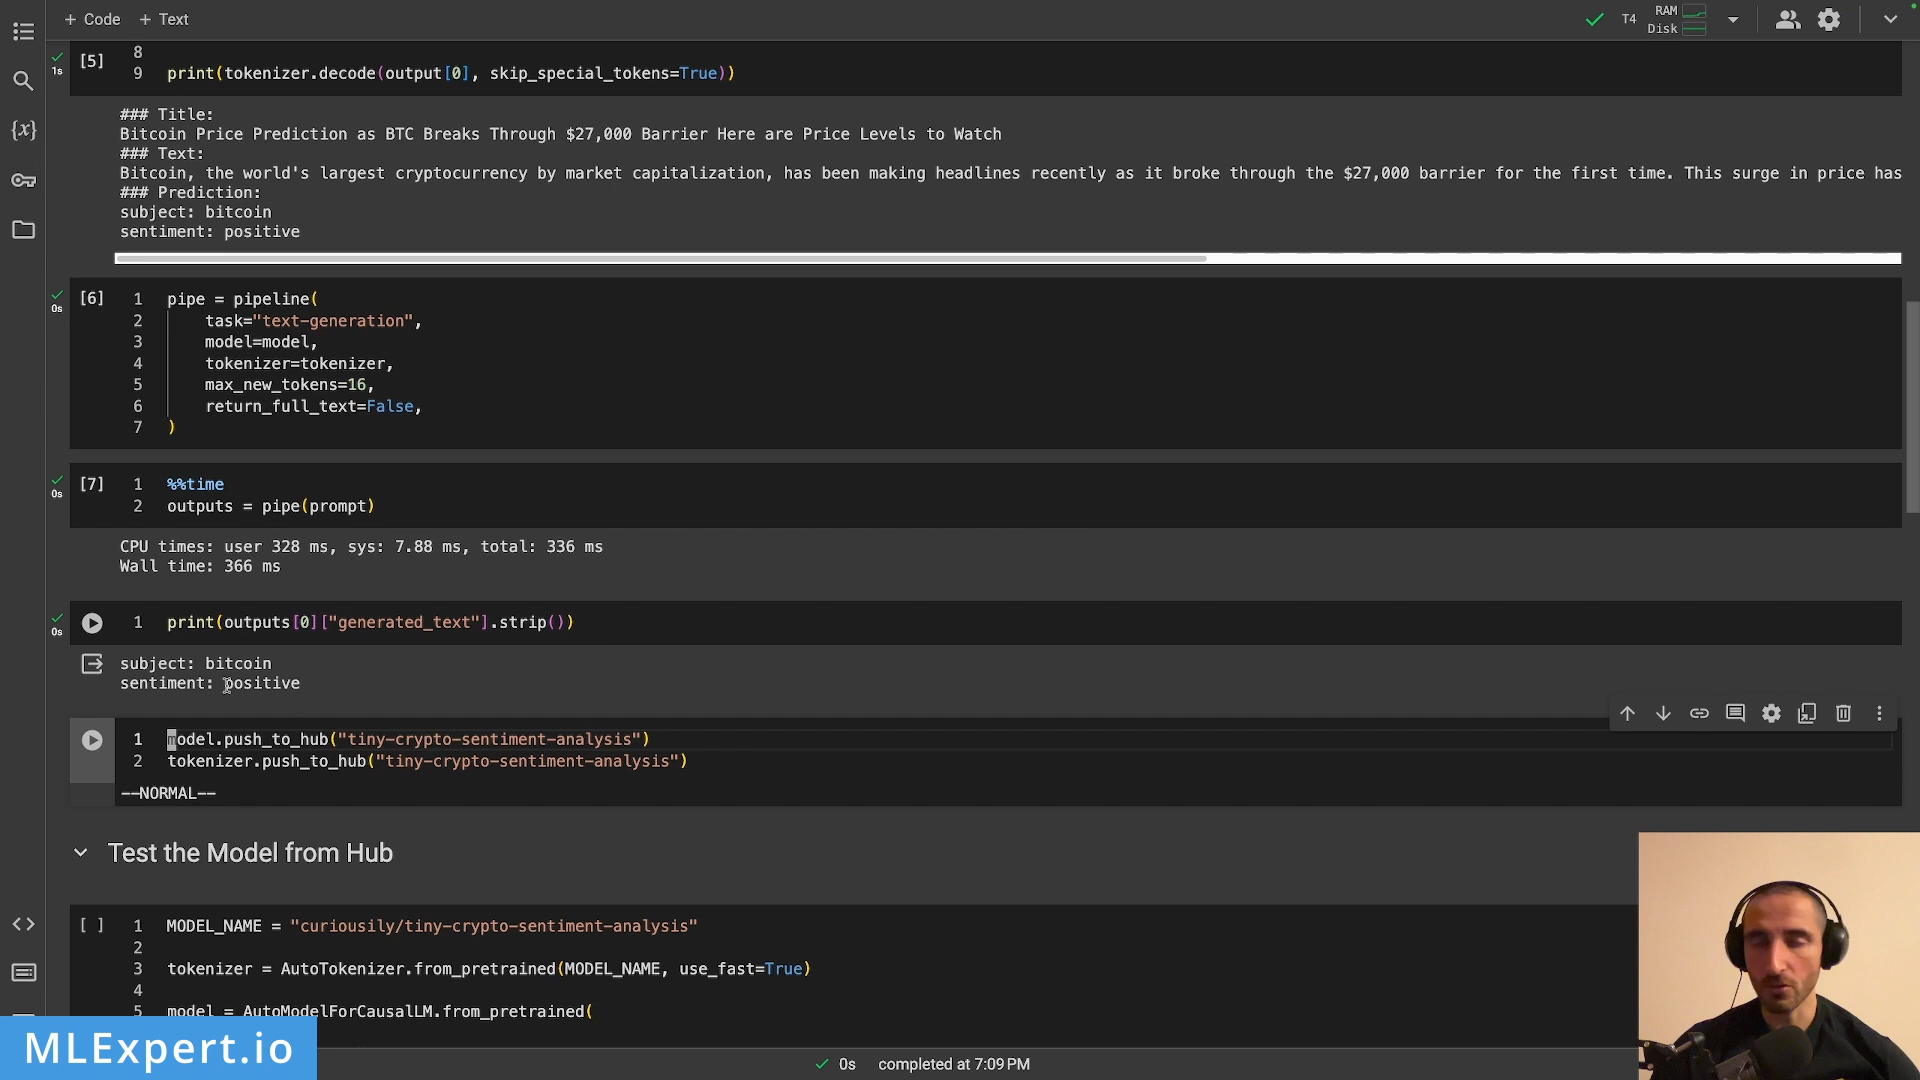 + Code + Text
T4
RAM
Disk
1s
[5]
8
9 print(tokenizer.decode(output[0], skip_special_tokens=True))
### Title:
Bitcoin Price Prediction as BTC Breaks Through $27,000 Barrier Here are Price Levels to Watch
### Text:
Bitcoin, the world's largest cryptocurrency by market capitalization, has been making headlines recently as it broke through the $27,000 barrier for the first time. This surge in price has
### Prediction:
subject: bitcoin
sentiment: positive
0s
[6] 1 pipe = pipeline(
2 task="text-generation",
3 model=model,
4 tokenizer=tokenizer,
5 max_new_tokens=16,
6 return_full_text=False,
7 )
0s
[7] 1 %%time
2 outputs = pipe(prompt)
CPU times: user 328 ms, sys: 7.88 ms, total: 336 ms
Wall time: 366 ms
0s
1 print(outputs[0]["generated_text"].strip())
subject: bitcoin
sentiment: positive
1 model.push_to_hub("tiny-crypto-sentiment-analysis")
2 tokenizer.push_to_hub("tiny-crypto-sentiment-analysis")
--NORMAL--
Test the Model from Hub
[ ] 1 MODEL_NAME = "curiousily/tiny-crypto-sentiment-analysis"
2
3 tokenizer = AutoTokenizer.from_pretrained(MODEL_NAME, use_fast=True)
4
5 model = AutoModelForCausalLM.from_pretrained(
MLExpert.io
0s completed at 7:09 PM